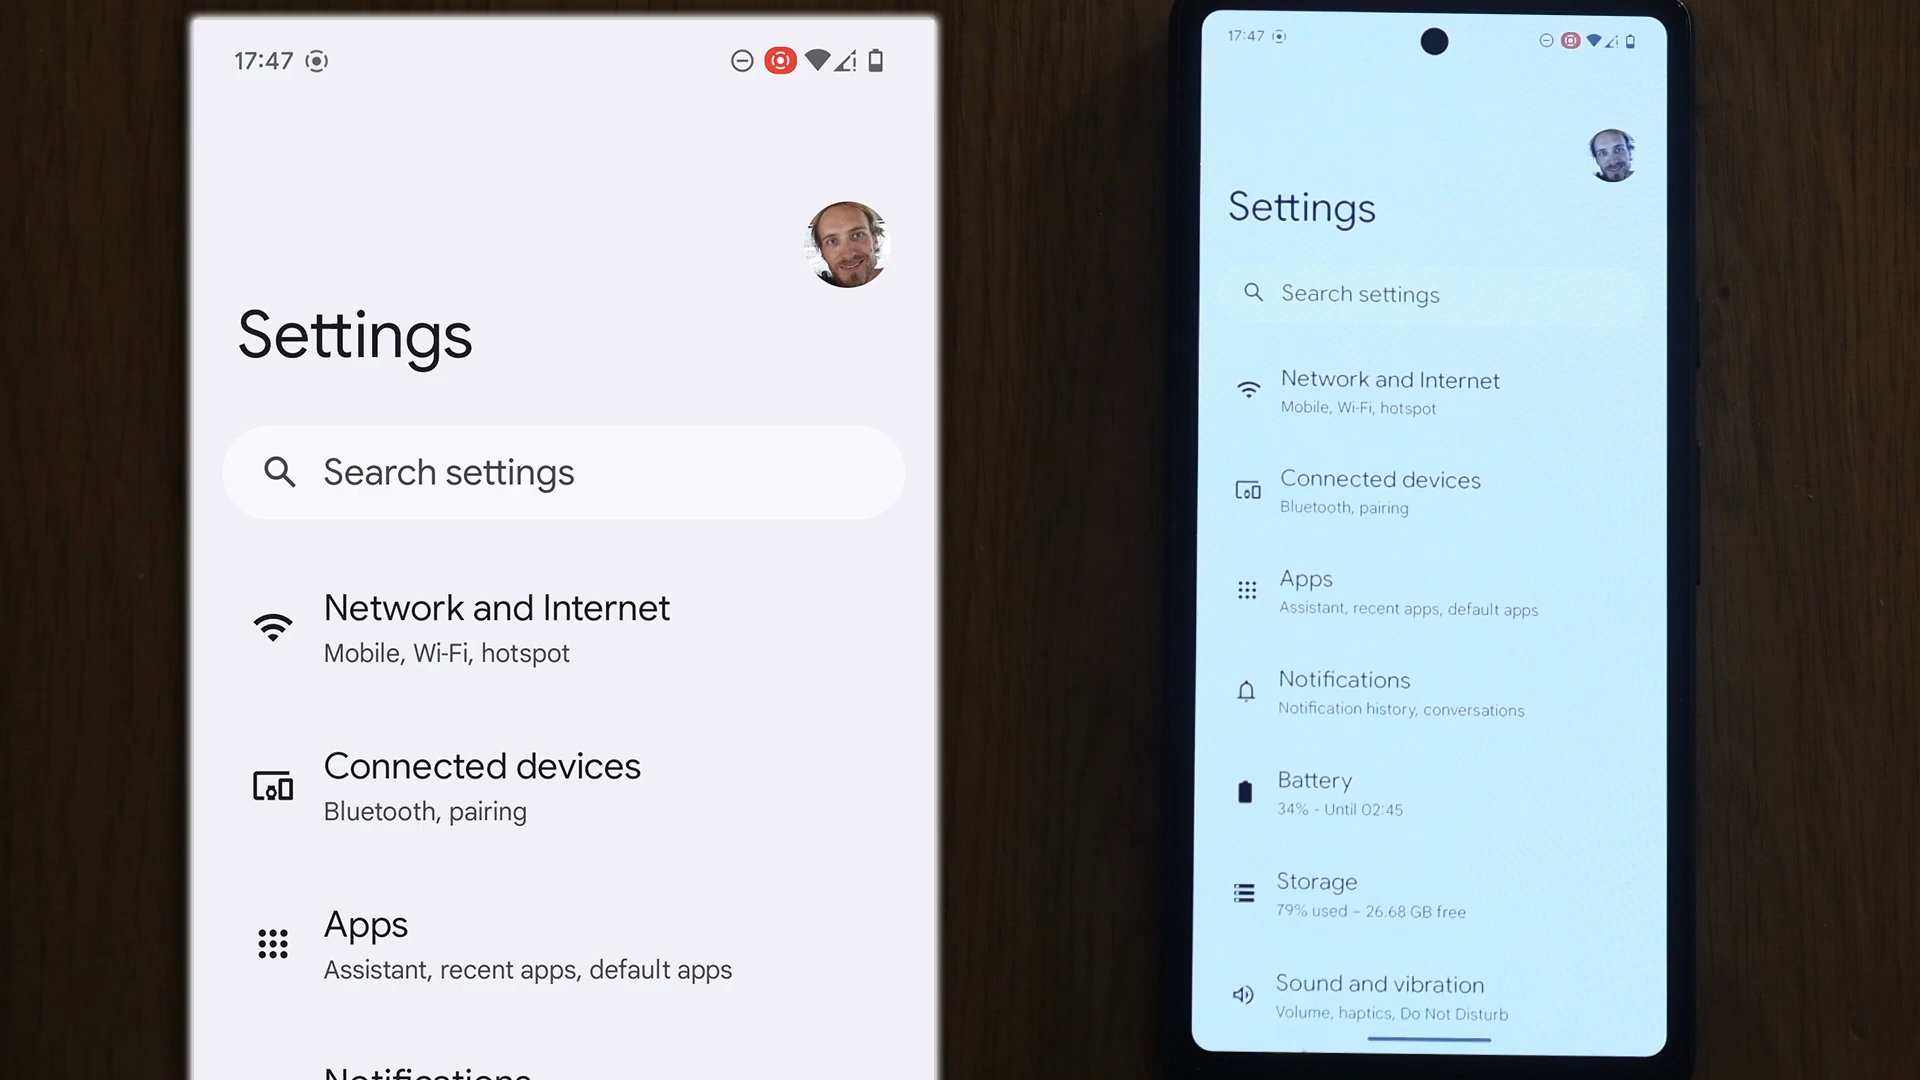 17:47
Settings
Search settings
Network and Internet
Mobile, Wi-Fi, hotspot
Connected devices
Bluetooth, pairing
Apps
Assistant, recent apps, default apps
Notifications
17:47
Settings
Search settings
Network and Internet
Mobile, Wi-Fi, hotspot
Connected devices
Bluetooth, pairing
Apps
Assistant, recent apps, default apps
Notifications
Notification history, conversations
Battery
34% - Until 02:45
Storage
79% used – 26.68 GB free
Sound and vibration
Volume, haptics, Do Not Disturb